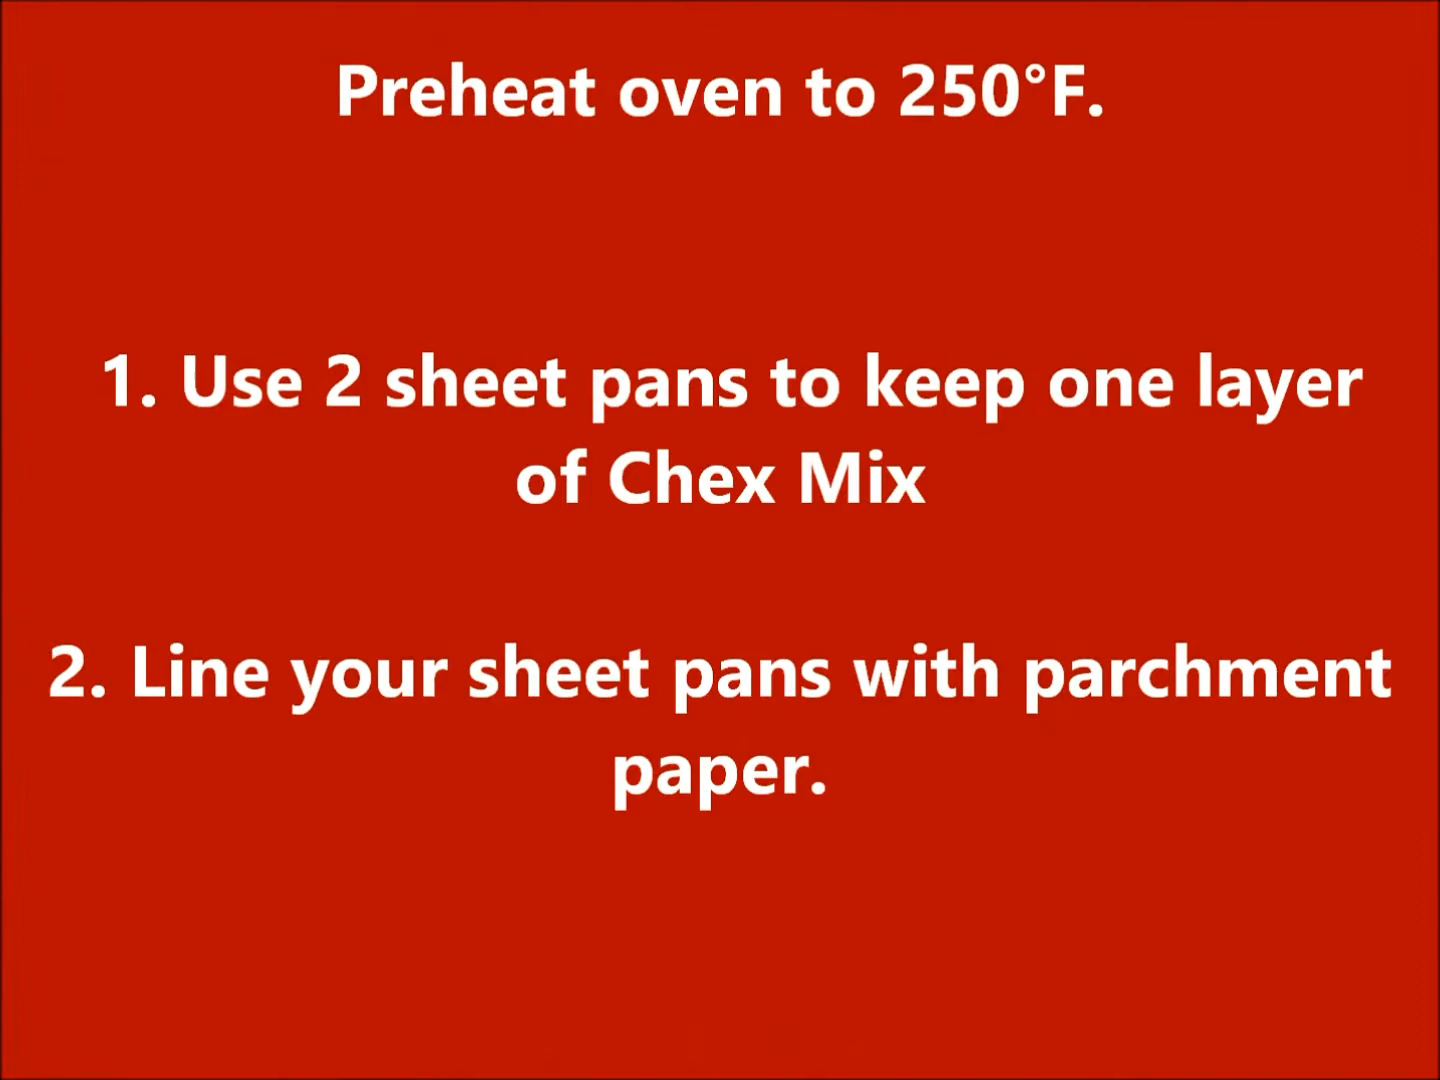 Preheat oven to 250°F.
1. Use 2 sheet pans to keep one layer
of Chex Mix
2. Line your sheet pans with parchment
paper.